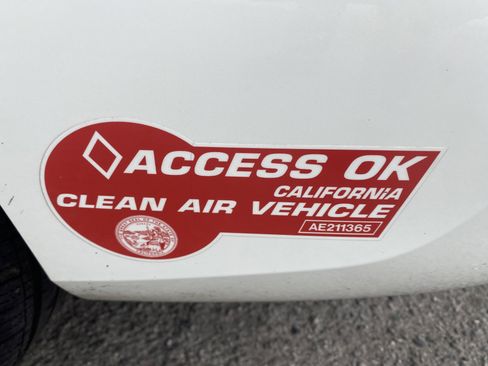 ACCESS OK
CALIFORNIA
CLEAN AIR VEHICLE
AE211365